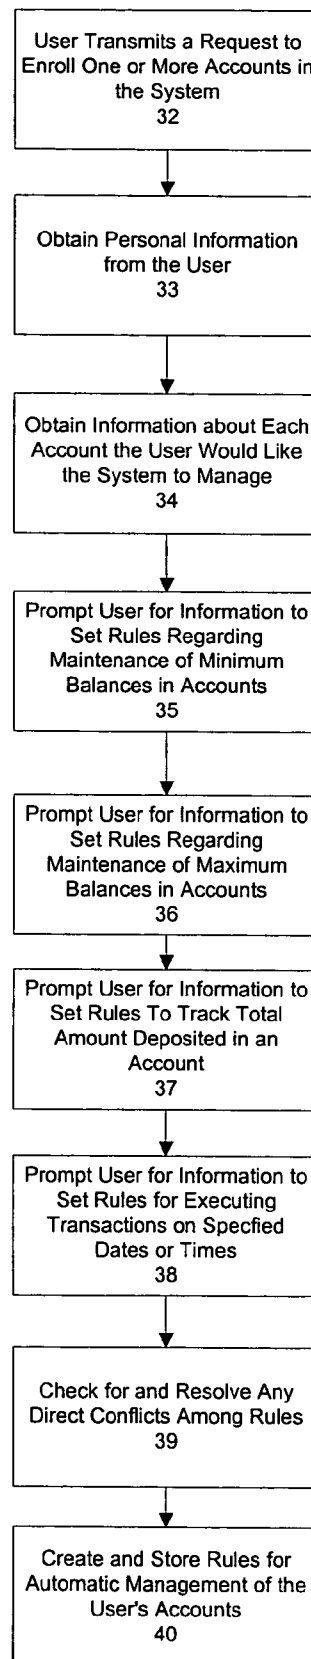 User Transmits a Request to
Enroll One or More Accounts in
the System
32
Obtain Personal Information
from the User
33
Obtain Information about Each
Account the User Would Like
the System to Manage
34
Prompt User for Information to
Set Rules Regarding
Maintenance of Minimum
Balances in Accounts
35
Prompt User for Information to
Set Rules Regarding
Maintenance of Maximum
Balances in Accounts
36
Prompt User for Information to
Set Rules To Track Total
Amount Deposited in an
Account
37
Prompt User for Information to
Set Rules for Executing
Transactions on Specfied
Dates or Times
38
Check for and Resolve Any
Direct Conflicts Among Rules
39
Create and Store Rules for
Automatic Management of the
User's Accounts
40